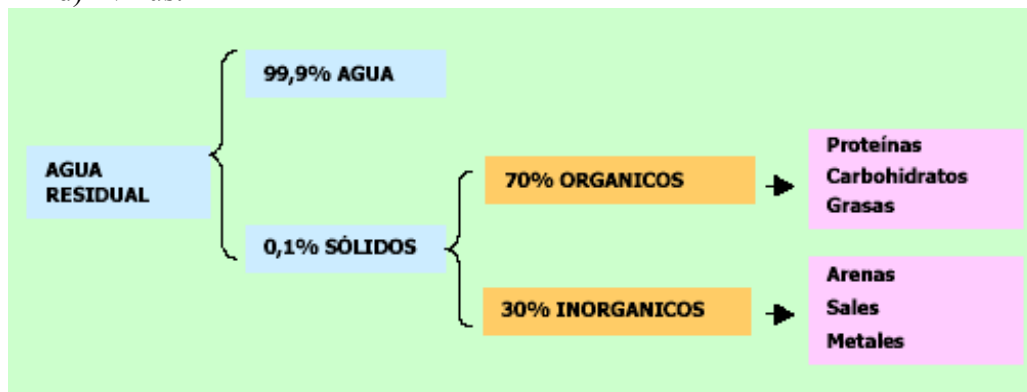 99,9% AGUA
AGUA
RESIDUAL
0,1% SÓLIDOS
70% ORGANICOS
Proteínas
Carbohidratos
Grasas
30% INORGANICOS
Arenas
Sales
Metales